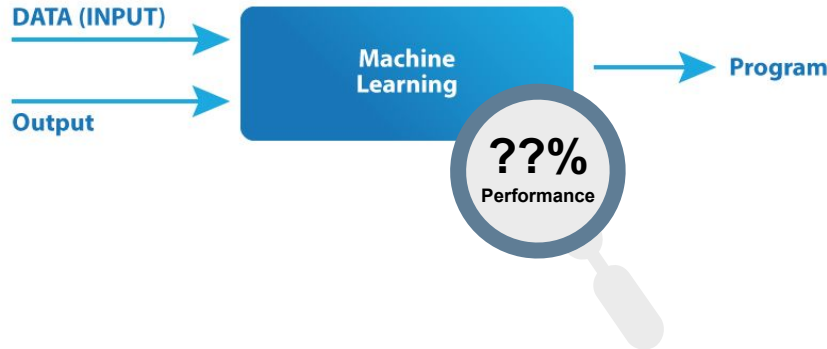 DATA (INPUT)
Output
Machine
Learning
Program
??%
Performance